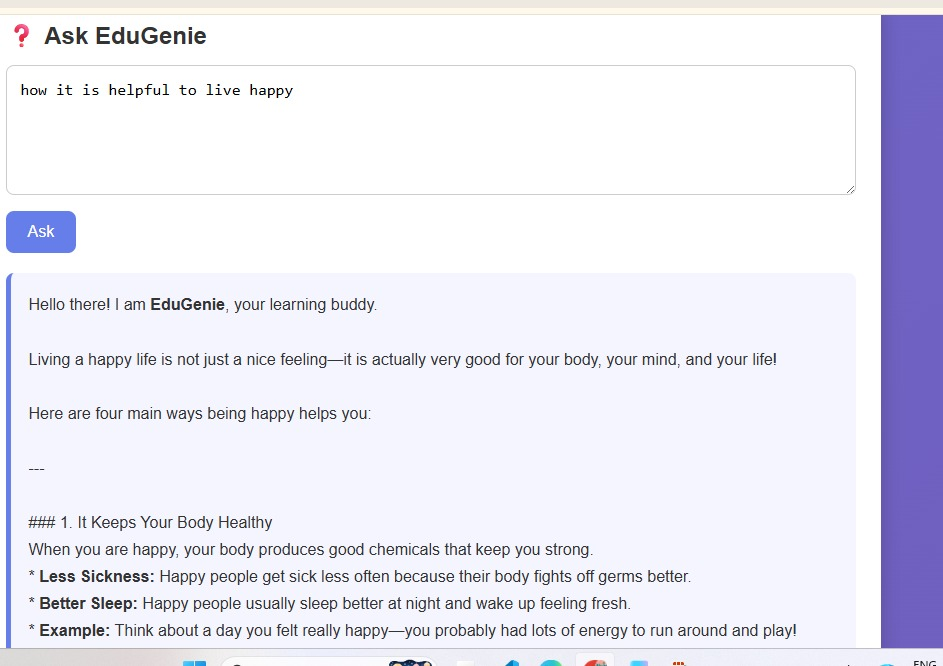 ❓ Ask EduGenie
how it is helpful to live happy
Ask
Hello there! I am EduGenie, your learning buddy.
Living a happy life is not just a nice feeling—it is actually very good for your body, your mind, and your life!
Here are four main ways being happy helps you:
---
### 1. It Keeps Your Body Healthy
When you are happy, your body produces good chemicals that keep you strong.
* Less Sickness: Happy people get sick less often because their body fights off germs better.
* Better Sleep: Happy people usually sleep better at night and wake up feeling fresh.
* Example: Think about a day you felt really happy—you probably had lots of energy to run around and play!
ENG